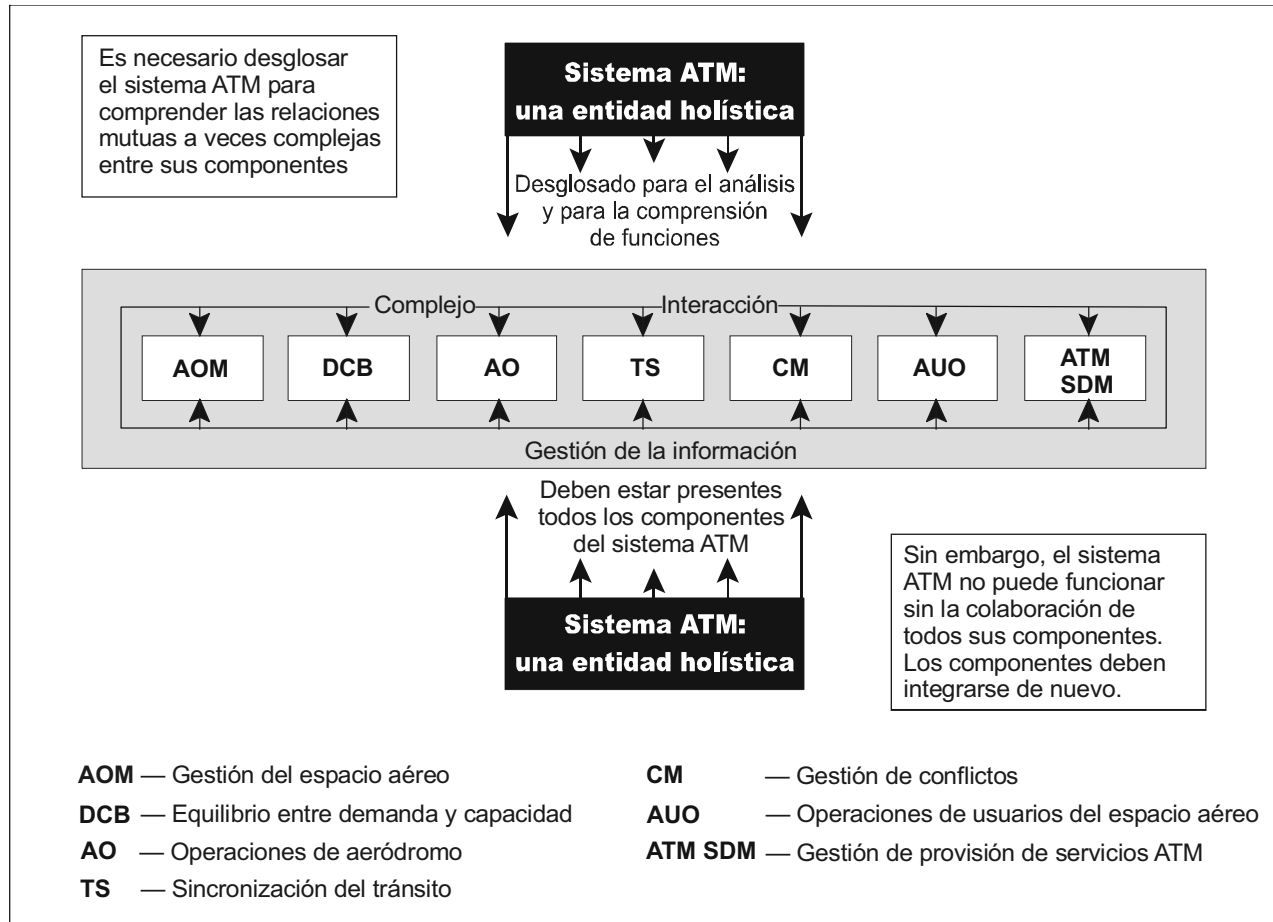 Es necesario desglosar
el sistema ATM para
comprender las relaciones
mutuas a veces complejas
entre sus componentes
Sistema ATM:
una entidad holística
Desglosado para el análisis
y para la comprensión
de funciones
Complejo
Interacción
AOM
DCB
AO
TS
CM
AUO
ATM
SDM
Gestión de la información
Deben estar presentes
todos los componentes
del sistema ATM
Sistema ATM:
una entidad holística
Sin embargo, el sistema
ATM no puede funcionar
sin la colaboración de
todos sus componentes.
Los componentes deben
integrarse de nuevo.
AOM — Gestión del espacio aéreo
DCB — Equilibrio entre demanda y capacidad
AO — Operaciones de aeródromo
TS — Sincronización del tránsito
CM — Gestión de conflictos
AUO — Operaciones de usuarios del espacio aéreo
ATM SDM — Gestión de provisión de servicios ATM